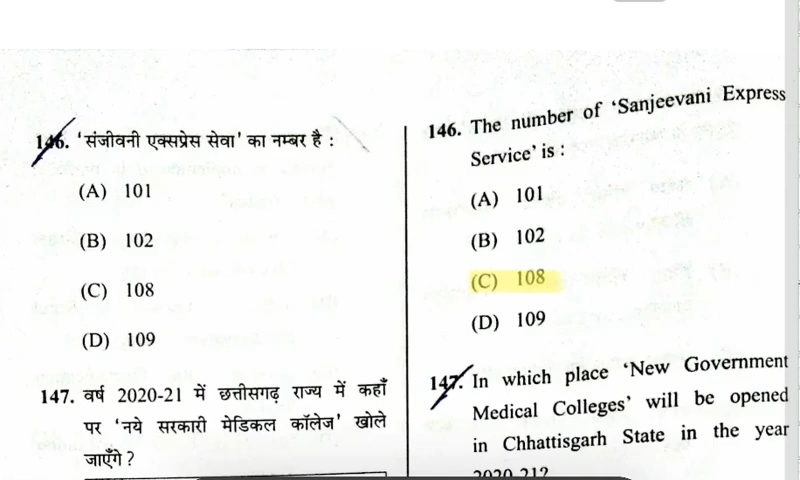 146. 'संजीवनी एक्सप्रेस सेवा' का नम्बर है :
(A) 101
(B) 102
(C) 108
(D) 109
147. वर्ष 2020-21 में छत्तीसगढ़ राज्य में कहाँ
पर 'नये सरकारी मेडिकल कॉलेज' खोले
जाएँगे ?
146. The number of 'Sanjeevani Express
Service' is :
(A) 101
(B) 102
(C) 108
(D) 109
147. In which place 'New Government
Medical Colleges' will be opened
in Chhattisgarh State in the year
2020-21?